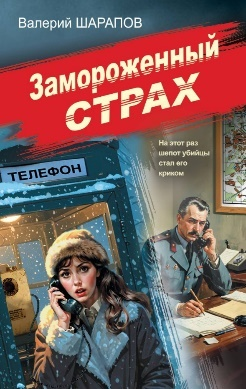 Валерий ШАРАПОВ
Замороженный
СТРАХ
На этот раз
шепот убийцы
стал его
криком
ТЕЛЕФОН